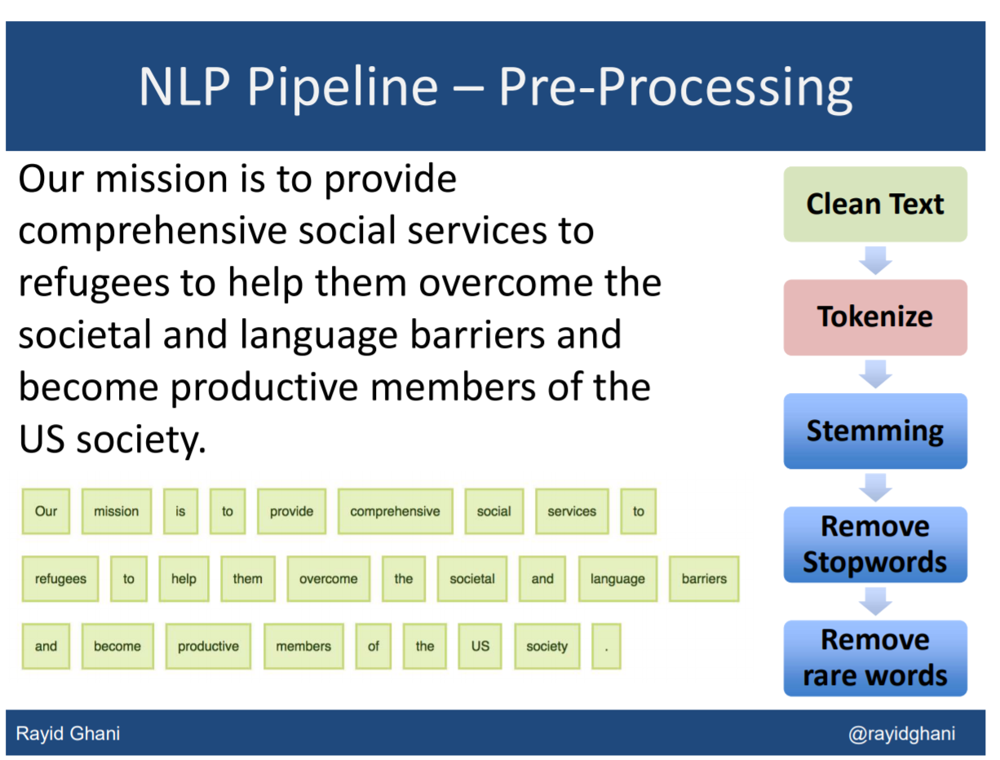 NLP Pipeline – Pre-Processing
Our mission is to provide
comprehensive social services to
refugees to help them overcome the
societal and language barriers and
become productive members of the
US society.
Our mission is to provide comprehensive social services to
refugees to help them overcome the societal and language barriers
and become productive members of the US society .
Clean Text
Tokenize
Stemming
Remove
Stopwords
Remove
rare words
Rayid Ghani
@rayidghani